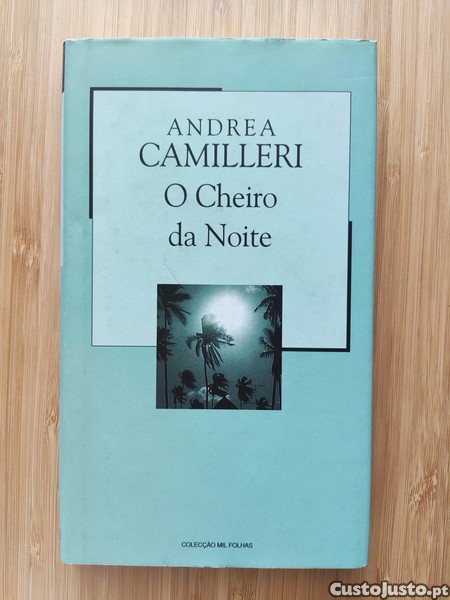 ANDREA
CAMILLERI
O Cheiro
da Noite
COLECÇÃO MIL FOLHAS
CustoJusto.pt